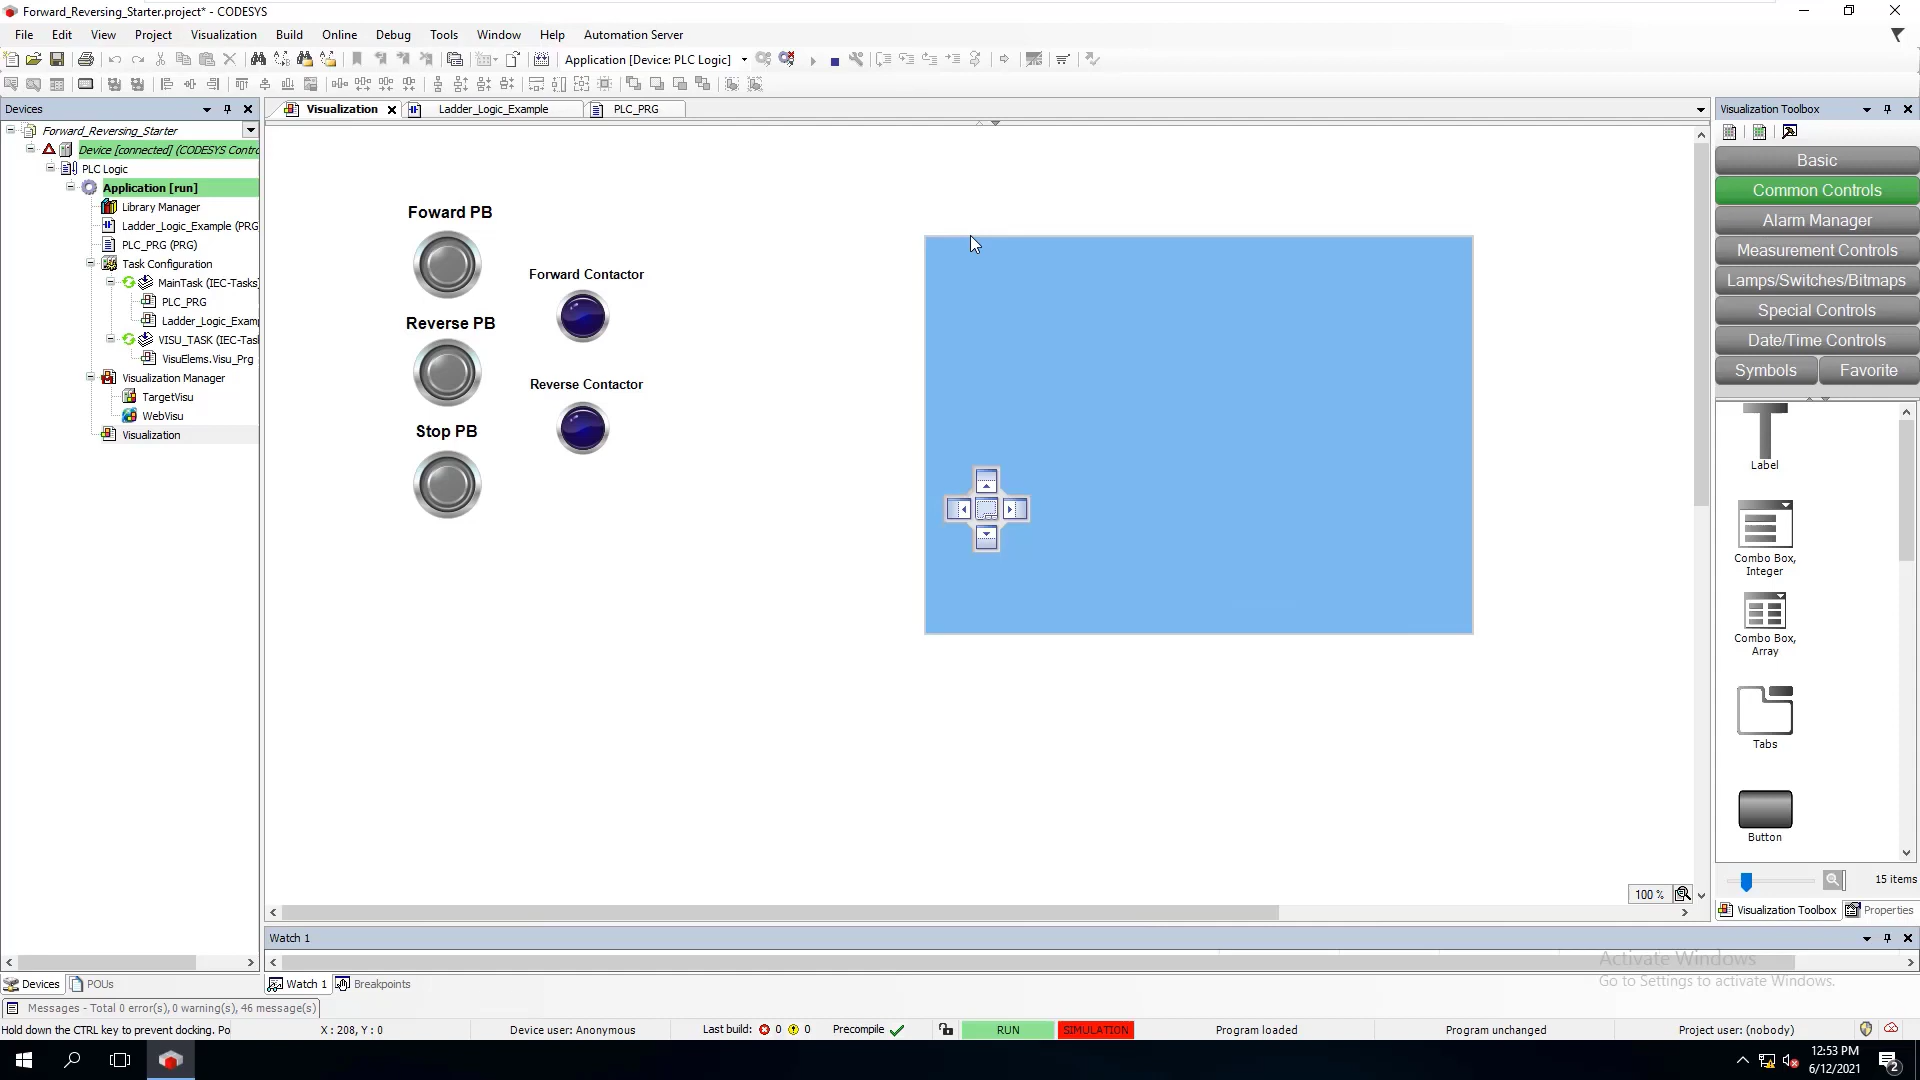 Forward_Reversing_Starter.project* - CODESYS
File Edit View Project Visualization Build Online Debug Tools Window Help Automation Server
Application [Device: PLC Logic]
Devices
Visualization Ladder_Logic_Example PLC_PRG
Visualization Toolbox
Forward_Reversing_Starter
Device [connected] (CODESYS Contro
PLC Logic
Application [run]
Library Manager
Ladder_Logic_Example (PRG
PLC_PRG (PRG)
Task Configuration
MainTask (IEC-Tasks
PLC_PRG
Ladder_Logic_Examp
VISU_TASK (IEC-Tas
VisuElems.Visu_Prg
Visualization Manager
TargetVisu
WebVisu
Visualization
Foward PB
Forward Contactor
Reverse PB
Reverse Contactor
Stop PB
Basic
Common Controls
Alarm Manager
Measurement Controls
Lamps/Switches/Bitmaps
Special Controls
Date/Time Controls
Symbols Favorite
Label
Combo Box,
Integer
Combo Box,
Array
Tabs
Button
100 %
15 items
Visualization Toolbox Properties
Watch 1
Activate Windows
Go to Settings to activate Windows.
Devices POUs
Watch 1 Breakpoints
Messages - Total 0 error(s), 0 warning(s), 46 message(s)
Hold down the CTRL key to prevent docking. Po X : 208, Y : 0 Device user: Anonymous Last build: 0 0 Precompile RUN SIMULATION Program loaded Program unchanged Project user: (nobody)
12:53 PM
6/12/2021
2